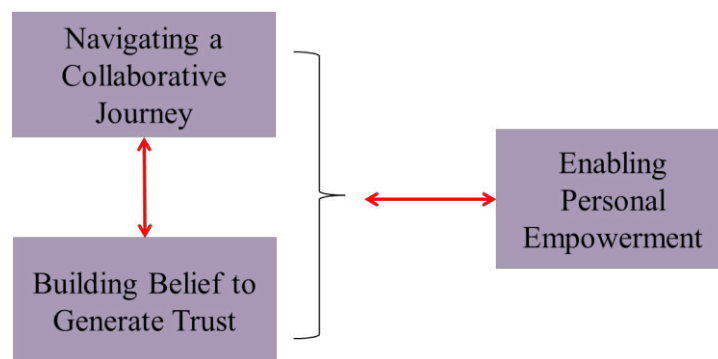 Navigating a
Collaborative
Journey
Building Belief to
Generate Trust
Enabling
Personal
Empowerment